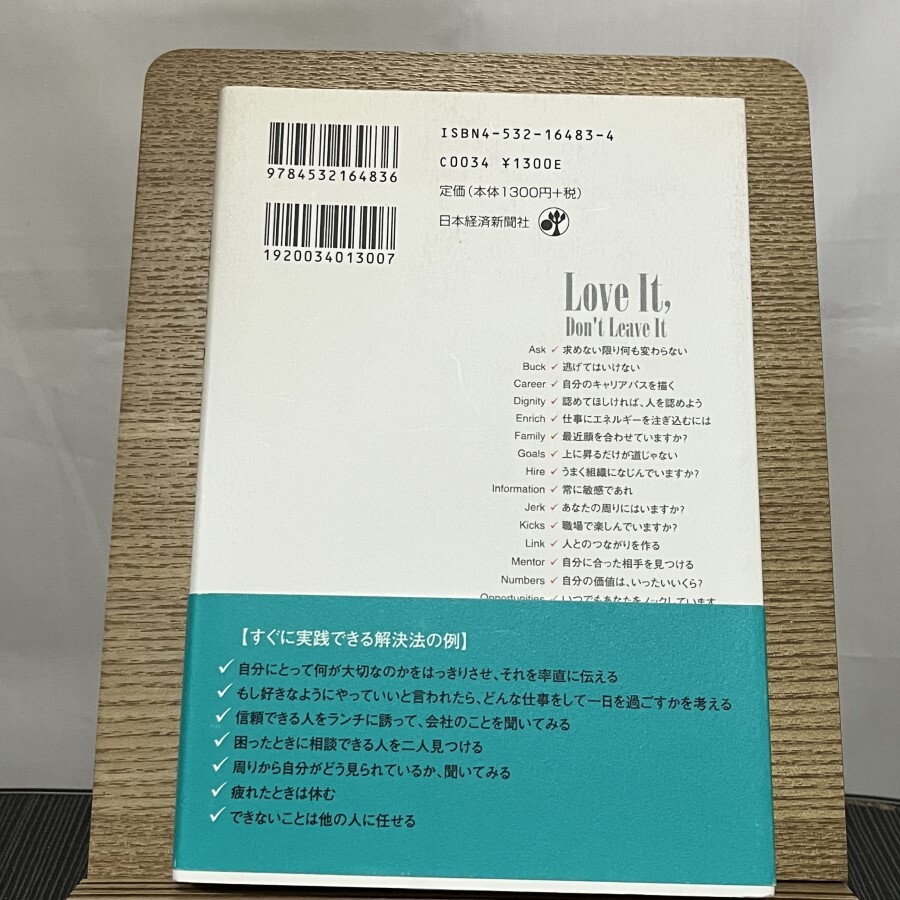 ISBN4-532-16483-4
9784532164836
C0034 ¥1300E
定価(本体1300円+税)
日本経済新聞社
1920034013007
Love It,
Don't Leave It
Ask ✓ 求めない限り何も変わらない
Buck ✓ 逃げてはいけない
Career ✓ 自分のキャリアパスを描く
Dignity ✓ 認めてほしければ、人を認めよう
Enrich ✓ 仕事にエネルギーを注ぎ込むには
Family ✓ 最近顔を合わせていますか?
Goals ✓ 上に昇るだけが道じゃない
Hire ✓ うまく組織になじんでいますか?
Information ✓ 常に敏感であれ
Jerk ✓ あなたの周りにはいますか?
Kicks ✓ 職場で楽しんでいますか?
Link ✓ 人とのつながりを作る
Mentor ✓ 自分に合った相手を見つける
Numbers ✓ 自分の価値は、いったいいくら?
Opportunities ✓ いつでもあなたをノックしています
【すぐに実践できる解決法の例】
✓ 自分にとって何が大切なのかをはっきりさせ、それを率直に伝える
✓ もし好きなようにやっていいと言われたら、どんな仕事をして一日を過ごすかを考える
✓ 信頼できる人をランチに誘って、会社のことを聞いてみる
✓ 困ったときに相談できる人を二人見つける
✓ 周りから自分がどう見られているか、聞いてみる
✓ 疲れたときは休む
✓ できないことは他の人に任せる